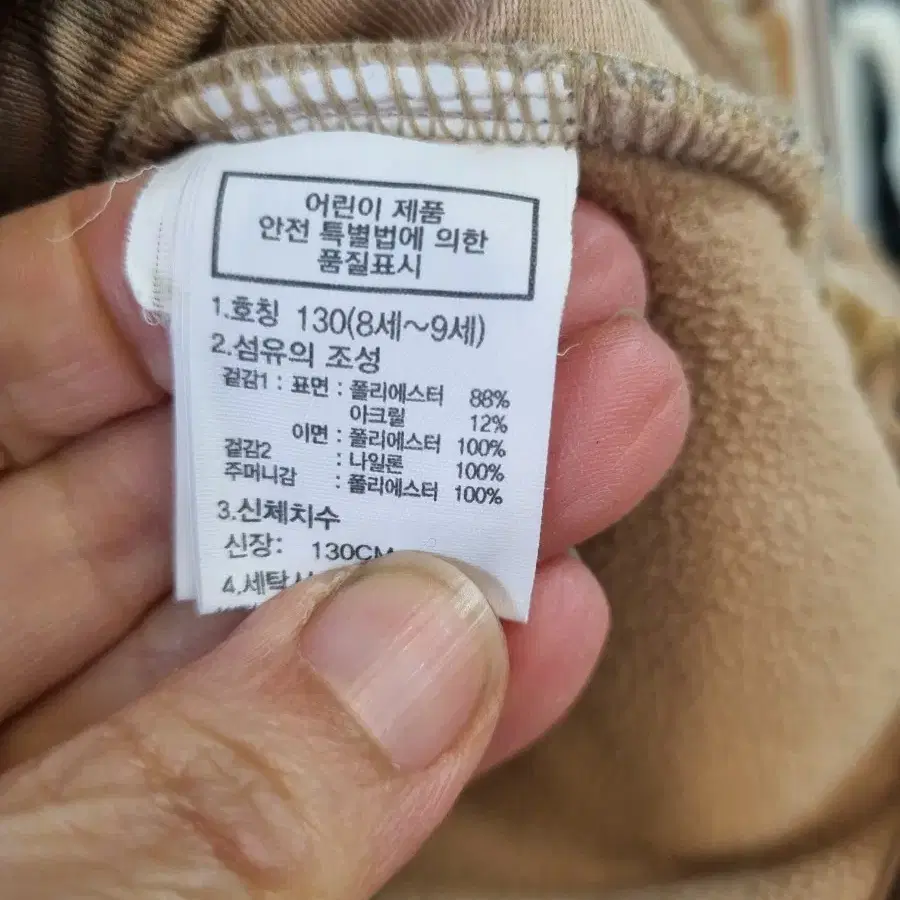 어린이 제품
안전 특별법에 의한
품질표시
1.호칭 130(8세~9세)
2.섬유의 조성
겉감1 : 표면 : 폴리에스터 88%
아크릴 12%
이면 : 폴리에스터 100%
겉감2 : 나일론 100%
주머니감 : 폴리에스터 100%
3.신체치수
신장: 130CM